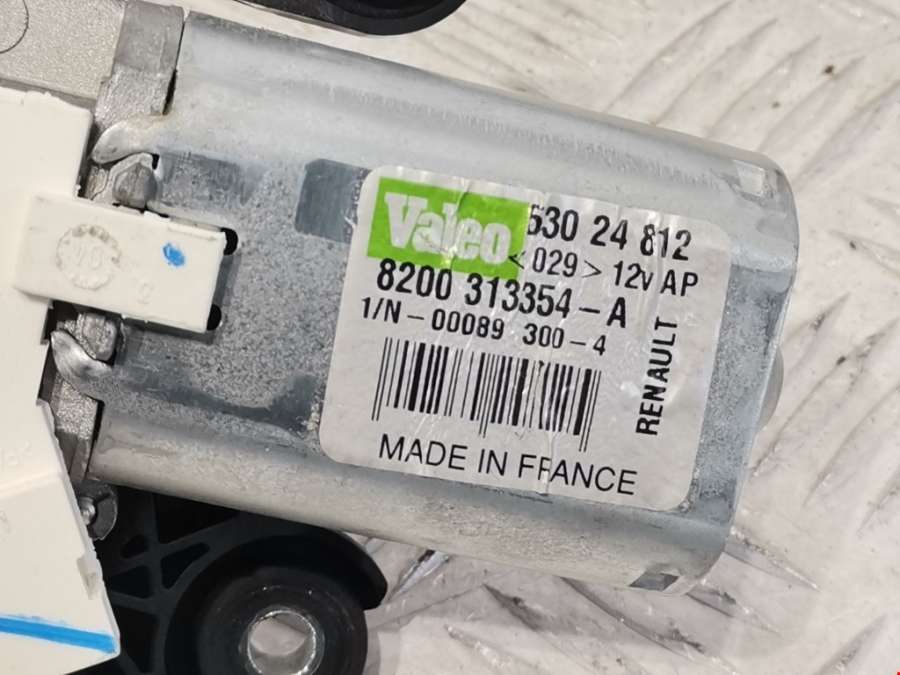 Valeo 530 24 812
<029> 12v AP
8200 313354-A
1/N-00089 300-4
RENAULT
MADE IN FRANCE